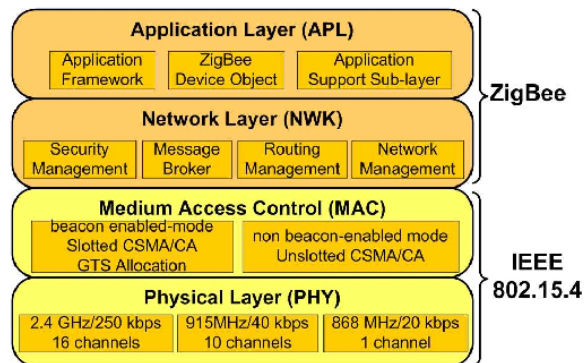 Application Layer (APL)
Application
Framework
ZigBee
Device Object
Application
Support Sub-layer
ZigBee
Network Layer (NWK)
Security
Management
Message
Broker
Routing
Management
Network
Management
Medium Access Control (MAC)
beacon enabled-mode
Slotted CSMA/CA
GTS Allocation
non beacon-enabled mode
Unslotted CSMA/CA
IEEE
802.15.4
Physical Layer (PHY)
2.4 GHz/250 kbps
16 channels
915MHz/40 kbps
10 channels
868 MHz/20 kbps
1 channel